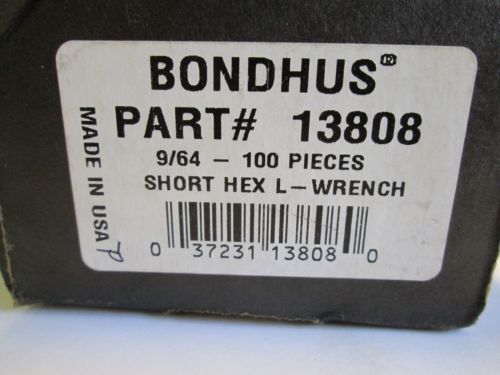 BONDHUS®
PART# 13808
9/64 - 100 PIECES
SHORT HEX L-WRENCH
MADE IN USA
0 37231 13808 0